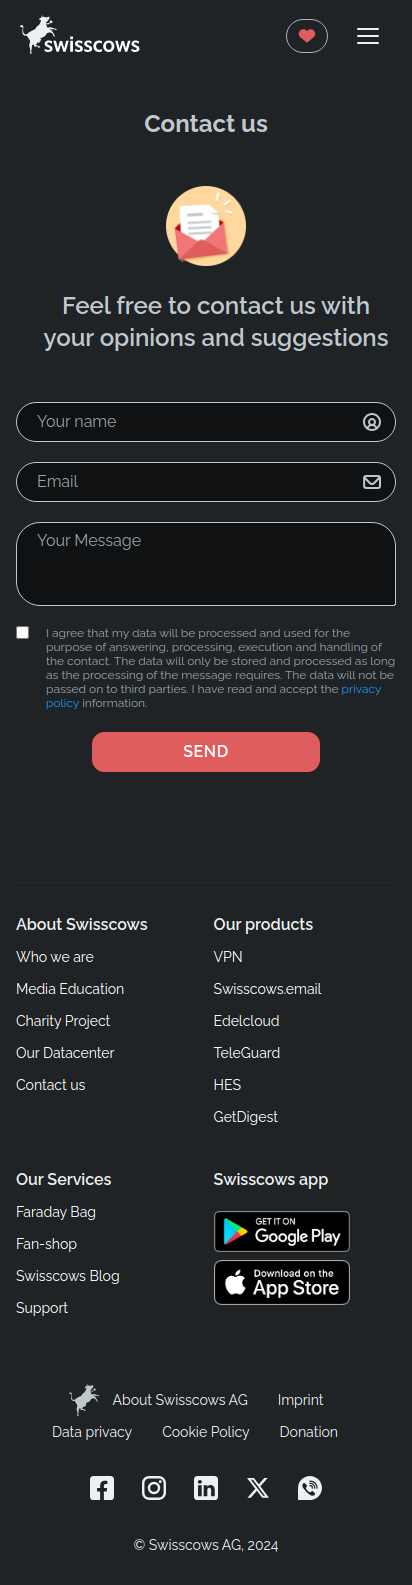 swisscows
Contact us
Feel free to contact us with
your opinions and suggestions
Your name
Email
Your Message
I agree that my data will be processed and used for the
purpose of answering, processing, execution and handling of
the contact. The data will only be stored and processed as long
as the processing of the message requires. The data will not be
passed on to third parties. I have read and accept the privacy
policy information.
SEND
About Swisscows
Who we are
Media Education
Charity Project
Our Datacenter
Contact us
Our products
VPN
Swisscows.email
Edelcloud
TeleGuard
HES
GetDigest
Our Services
Faraday Bag
Fan-shop
Swisscows Blog
Support
Swisscows app
GET IT ON
Google Play
Download on the
App Store
About Swisscows AG Imprint
Data privacy Cookie Policy Donation
© Swisscows AG, 2024